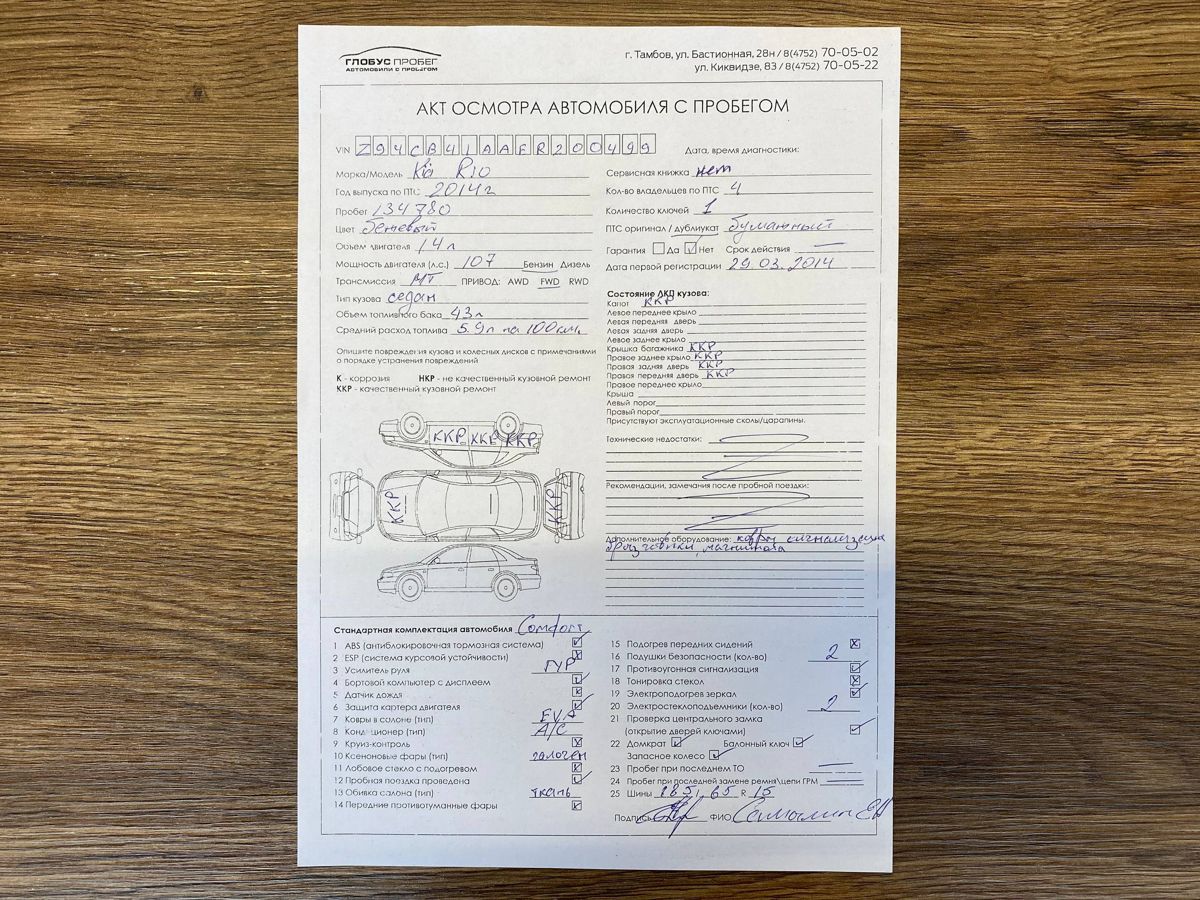 ГЛОБУС ПРОБЕГ
АВТОМОБИЛИ С ПРОБЕГОМ
г. Тамбов, ул. Бастионная, 28н / 8(4752) 70-05-02
ул. Киквидзе, 83 / 8(4752) 70-05-22
АКТ ОСМОТРА АВТОМОБИЛЯ С ПРОБЕГОМ
VIN Z94CB41AAER200499
Дата, время диагностики:
Марка/Модель Kia Rio
Год выпуска по ПТС 2014г
Пробег 134780
Цвет бежевый
Объем двигателя 1.4л
Мощность двигателя (л.с.) 107 Бензин Дизель
Трансмиссия МТ ПРИВОД: AWD FWD RWD
Тип кузова седан
Объем топливного бака 43л
Средний расход топлива 5.9л на 100км.
Опишите повреждения кузова и колесных дисков с примечаниями
о порядке устранения повреждений
К - коррозия НКР - не качественный кузовной ремонт
ККР - качественный кузовной ремонт
ККР ККР ККР
ККР
ККР
Сервисная книжка нет
Кол-во владельцев по ПТС 4
Количество ключей 1
ПТС оригинал / дубликат бумажный
Гарантия Да Нет Срок действия —
Дата первой регистрации 29.03.2014
Состояние ЛКП кузова:
Капот ККР
Левое переднее крыло
Левая передняя дверь
Левая задняя дверь
Левое заднее крыло
Крышка багажника ККР
Правое заднее крыло ККР
Правая задняя дверь ККР
Правая передняя дверь ККР
Правое переднее крыло
Крыша
Левый порог
Правый порог
Присутствуют эксплуатационные сколы/царапины.
Технические недостатки:
Рекомендации, замечания после пробной поездки:
Дополнительное оборудование: ковры сигнализация
брызговики, магнитола
Стандартная комплектация автомобиля Comfort
1 ABS (антиблокировочная тормозная система)
2 ESP (система курсовой устойчивости)
3 Усилитель руля ГУР
4 Бортовой компьютер с дисплеем
5 Датчик дождя
6 Защита картера двигателя
7 Ковры в салоне (тип) EVA
8 Кондиционер (тип) A/C
9 Круиз-контроль
10 Ксеноновые фары (тип) галоген
11 Лобовое стекло с подогревом
12 Пробная поездка проведена
13 Обивка салона (тип) ткань
14 Передние противотуманные фары
15 Подогрев передних сидений
16 Подушки безопасности (кол-во) 2
17 Противоугонная сигнализация
18 Тонировка стекол
19 Электроподогрев зеркал
20 Электростеклоподъемники (кол-во) 2
21 Проверка центрального замка
(открытие дверей ключами)
22 Домкрат Балонный ключ
Запасное колесо
23 Пробег при последнем ТО —
24 Пробег при последней замене ремня\цепи ГРМ —
25 Шины 185/ 65 R 15
Подпись ФИО